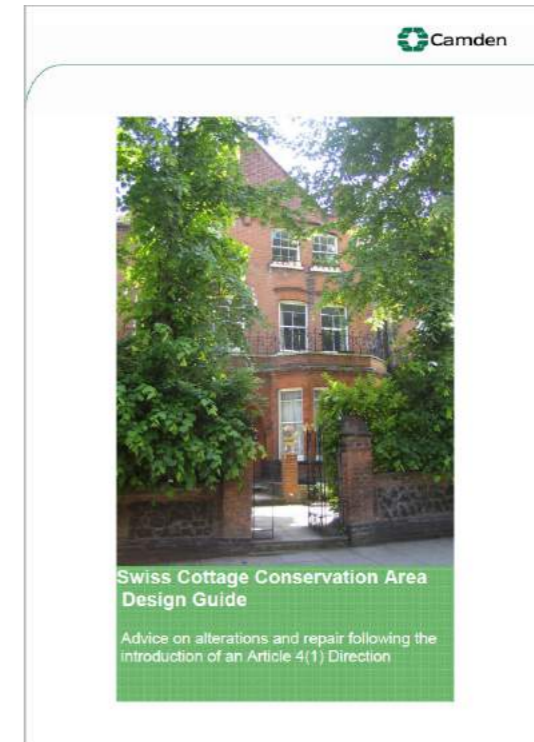 Camden
Swiss Cottage Conservation Area
Design Guide
Advice on alterations and repair following the
introduction of an Article 4(1) Direction